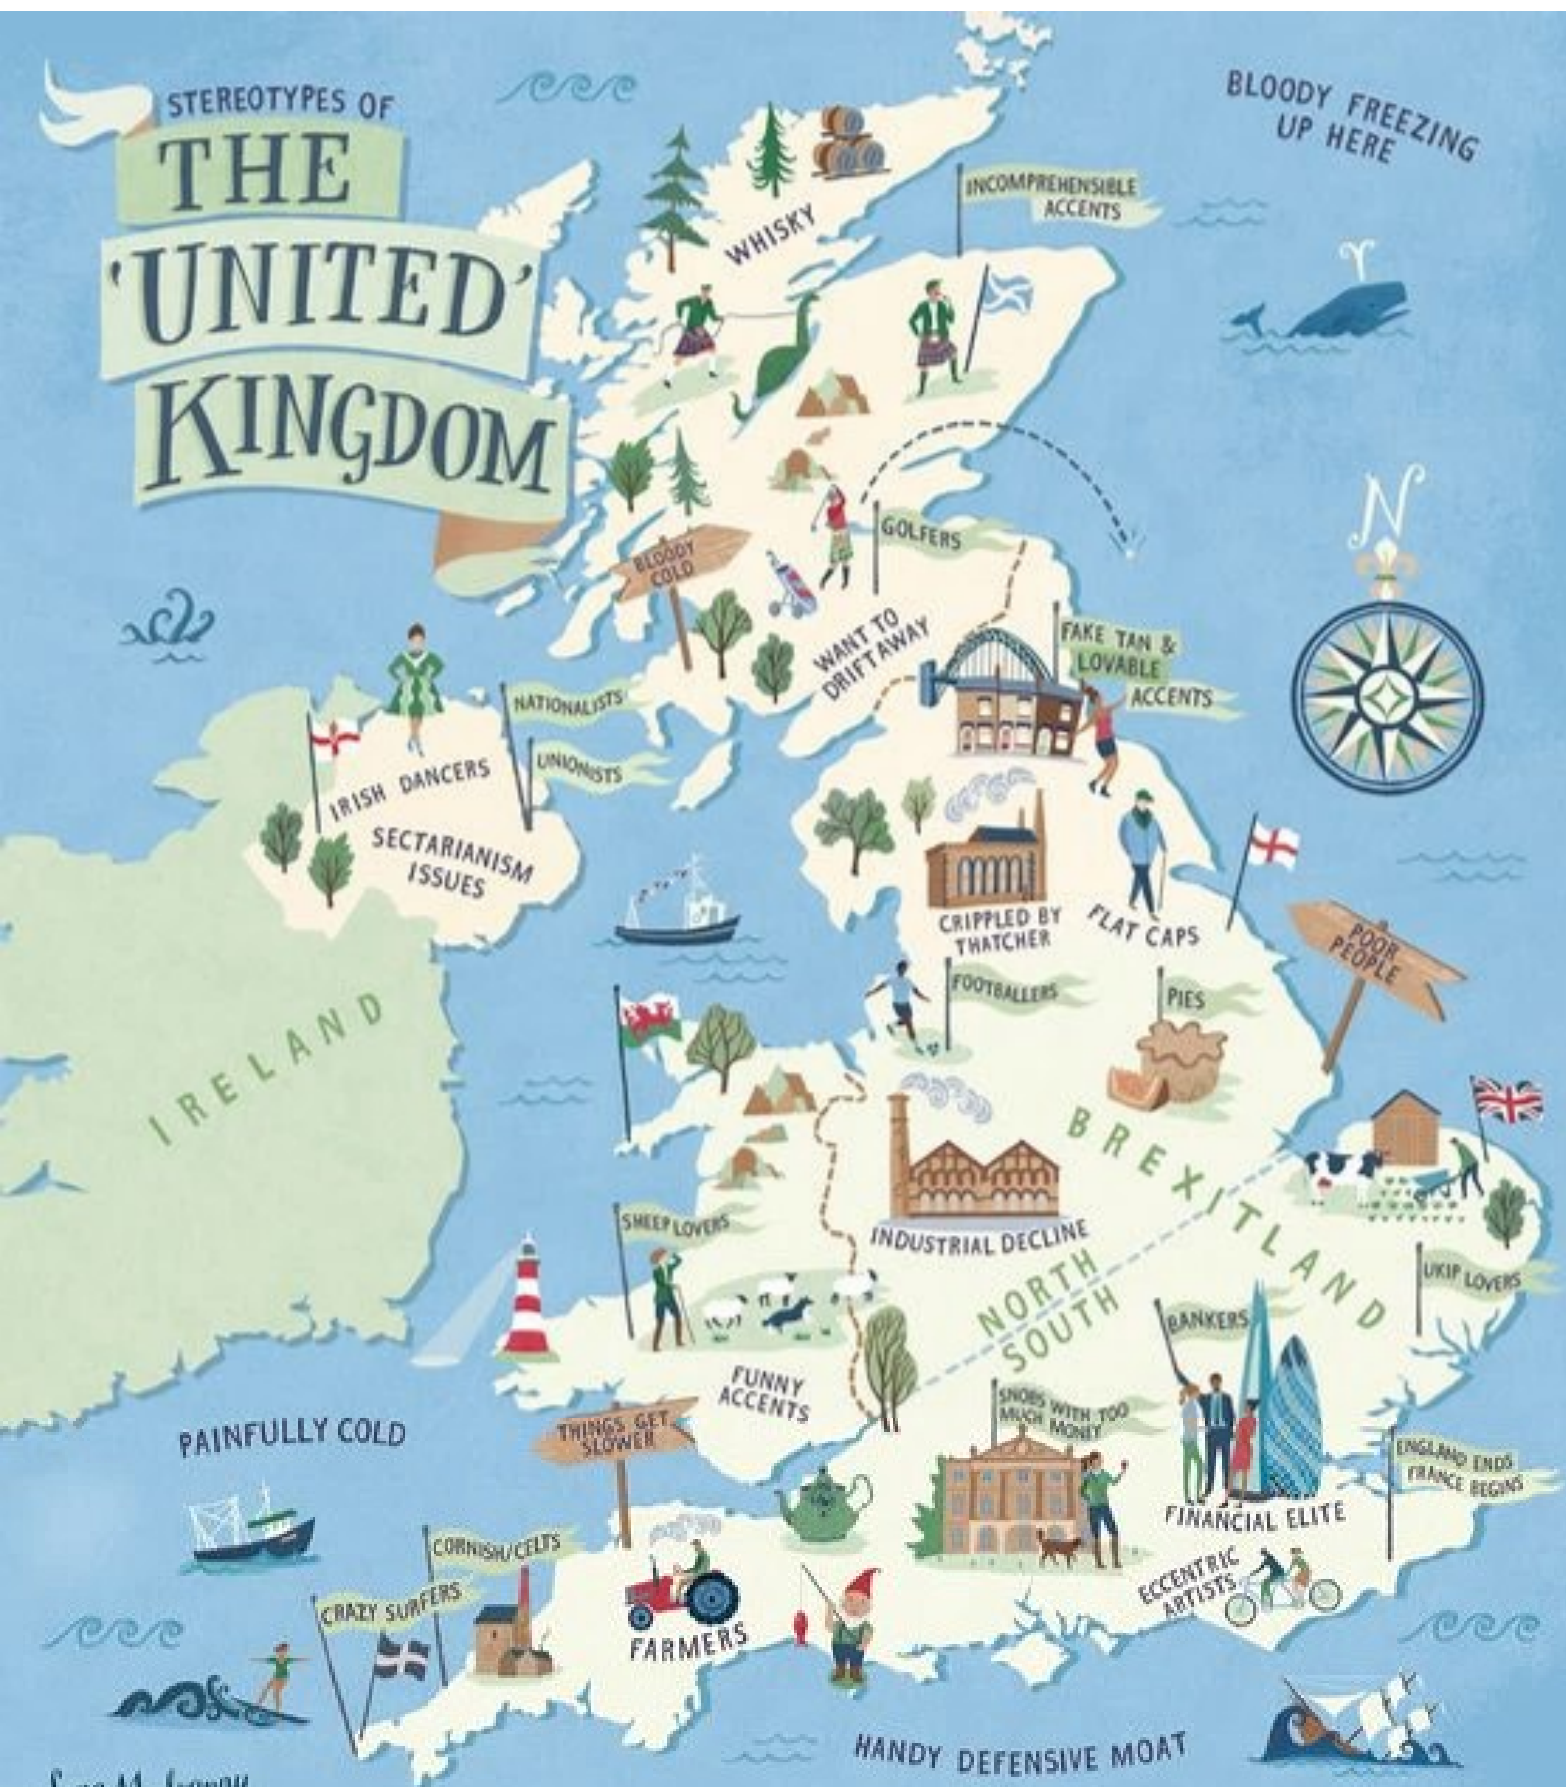 STEREOTYPES OF
THE
'UNITED'
KINGDOM
BLOODY FREEZING
UP HERE
WHISKY
INCOMPREHENSIBLE
ACCENTS
GOLFERS
BLOODY
COLD
WANT TO
DRIFT AWAY
N
FAKE TAN &
LOVABLE
ACCENTS
NATIONALISTS
UNIONISTS
IRISH DANCERS
SECTARIANISM
ISSUES
CRIPPLED BY
THATCHER
FLAT CAPS
POOR
PEOPLE
FOOTBALLERS
PIES
IRELAND
BREXITLAND
SHEEP LOVERS
INDUSTRIAL DECLINE
NORTH
SOUTH
UKIP LOVERS
BANKERS
FUNNY
ACCENTS
SNOBS WITH TOO
MUCH MONEY
PAINFULLY COLD
THINGS GET
SLOWER
ENGLAND ENDS
FRANCE BEGINS
FINANCIAL ELITE
CORNISH/CELTS
CRAZY SURFERS
ECCENTRIC
ARTISTS
FARMERS
HANDY DEFENSIVE MOAT